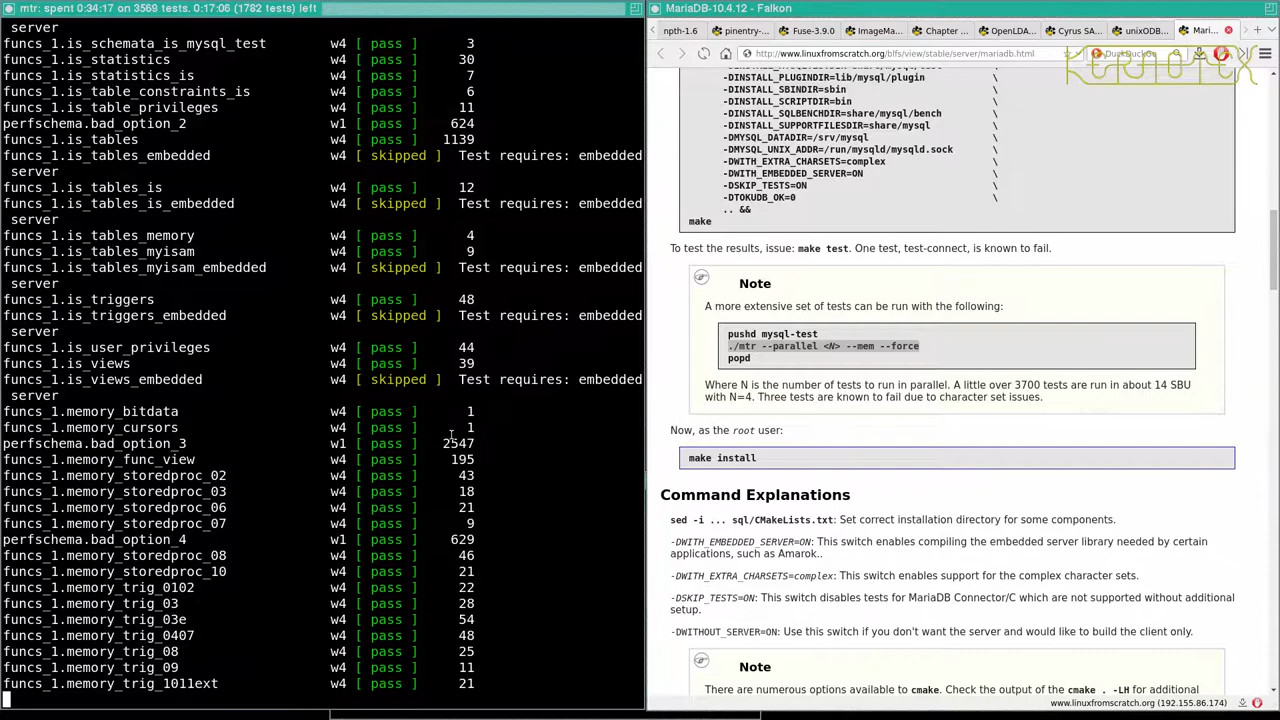 mtr: spent 0:34:17 on 3569 tests. 0:17:06 (1782 tests) left
server
funcs_1.is_schemata_is_mysql_test w4 [ pass ] 3
funcs_1.is_statistics w4 [ pass ] 30
funcs_1.is_statistics_is w4 [ pass ] 7
funcs_1.is_table_constraints_is w4 [ pass ] 6
funcs_1.is_table_privileges w4 [ pass ] 11
perfschema.bad_option_2 w1 [ pass ] 624
funcs_1.is_tables w4 [ pass ] 1139
funcs_1.is_tables_embedded w4 [ skipped ] Test requires: embedded
server
funcs_1.is_tables_is w4 [ pass ] 12
funcs_1.is_tables_is_embedded w4 [ skipped ] Test requires: embedded
server
funcs_1.is_tables_memory w4 [ pass ] 4
funcs_1.is_tables_myisam w4 [ pass ] 9
funcs_1.is_tables_myisam_embedded w4 [ skipped ] Test requires: embedded
server
funcs_1.is_triggers w4 [ pass ] 48
funcs_1.is_triggers_embedded w4 [ skipped ] Test requires: embedded
server
funcs_1.is_user_privileges w4 [ pass ] 44
funcs_1.is_views w4 [ pass ] 39
funcs_1.is_views_embedded w4 [ skipped ] Test requires: embedded
server
funcs_1.memory_bitdata w4 [ pass ] 1
funcs_1.memory_cursors w4 [ pass ] 1
perfschema.bad_option_3 w1 [ pass ] 2547
funcs_1.memory_func_view w4 [ pass ] 195
funcs_1.memory_storedproc_02 w4 [ pass ] 43
funcs_1.memory_storedproc_03 w4 [ pass ] 18
funcs_1.memory_storedproc_06 w4 [ pass ] 21
funcs_1.memory_storedproc_07 w4 [ pass ] 9
perfschema.bad_option_4 w1 [ pass ] 629
funcs_1.memory_storedproc_08 w4 [ pass ] 46
funcs_1.memory_storedproc_10 w4 [ pass ] 21
funcs_1.memory_trig_0102 w4 [ pass ] 22
funcs_1.memory_trig_03 w4 [ pass ] 28
funcs_1.memory_trig_03e w4 [ pass ] 54
funcs_1.memory_trig_0407 w4 [ pass ] 48
funcs_1.memory_trig_08 w4 [ pass ] 25
funcs_1.memory_trig_09 w4 [ pass ] 11
funcs_1.memory_trig_1011ext w4 [ pass ] 21
MariaDB-10.4.12 - Falkon
npth-1.6 pinentry-... Fuse-3.9.0 ImageMa... Chapter ... OpenLDA... Cyrus SA... unixODB... Mari...
http://www.linuxfromscratch.org/blfs/view/stable/server/mariadb.html DuckDuckGo
-DINSTALL_PLUGINDIR=lib/mysql/plugin \
-DINSTALL_SBINDIR=sbin \
-DINSTALL_SCRIPTDIR=bin \
-DINSTALL_SQLBENCHDIR=share/mysql/bench \
-DINSTALL_SUPPORTFILESDIR=share/mysql \
-DMYSQL_DATADIR=/srv/mysql \
-DMYSQL_UNIX_ADDR=/run/mysqld/mysqld.sock \
-DWITH_EXTRA_CHARSETS=complex \
-DWITH_EMBEDDED_SERVER=ON \
-DSKIP_TESTS=ON \
-DTOKUDB_OK=0 \
.. &&
make
To test the results, issue: make test. One test, test-connect, is known to fail.
Note
A more extensive set of tests can be run with the following:
pushd mysql-test
./mtr --parallel <N> --mem --force
popd
Where N is the number of tests to run in parallel. A little over 3700 tests are run in about 14 SBU
with N=4. Three tests are known to fail due to character set issues.
Now, as the root user:
make install
Command Explanations
sed -i ... sql/CMakeLists.txt: Set correct installation directory for some components.
-DWITH_EMBEDDED_SERVER=ON: This switch enables compiling the embedded server library needed by certain
applications, such as Amarok..
-DWITH_EXTRA_CHARSETS=complex: This switch enables support for the complex character sets.
-DSKIP_TESTS=ON: This switch disables tests for MariaDB Connector/C which are not supported without additional
setup.
-DWITHOUT_SERVER=ON: Use this switch if you don't want the server and would like to build the client only.
Note
There are numerous options available to cmake. Check the output of the cmake . -LH for additional
www.linuxfromscratch.org (192.155.86.174)